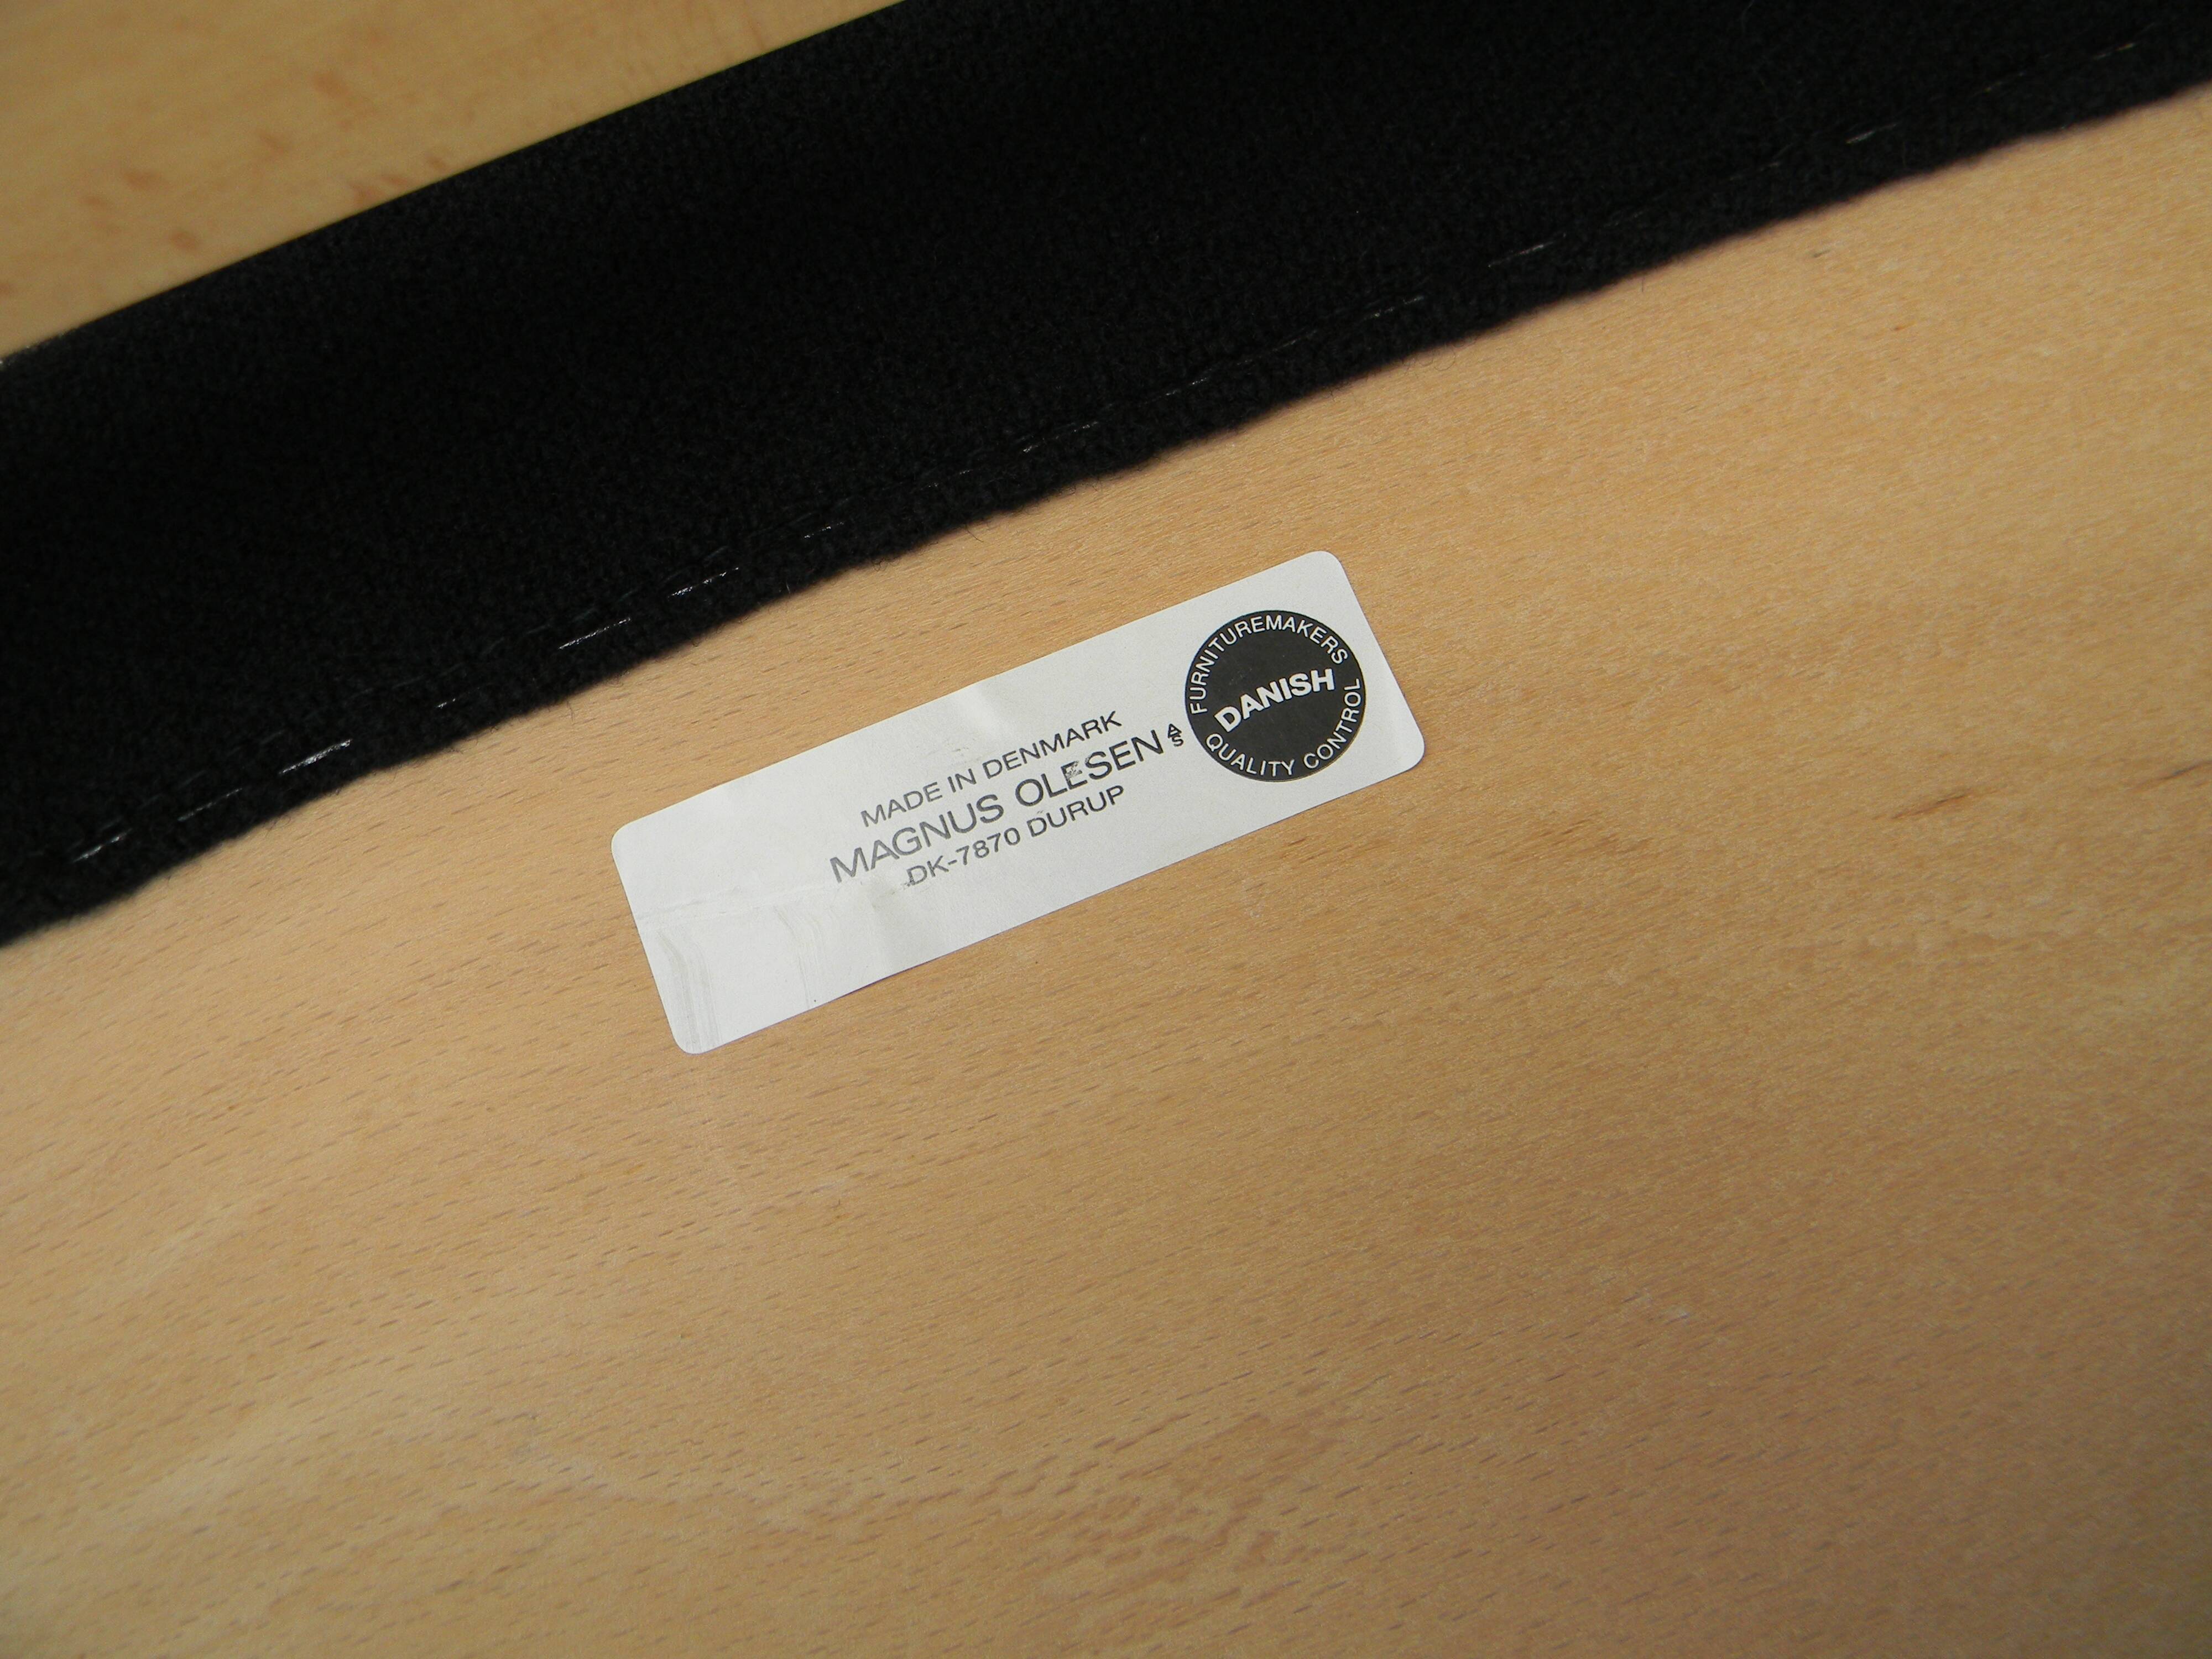 MADE IN DENMARK
MAGNUS OLESEN A/S
DK-7870 DURUP
FURNITUREMAKERS
DANISH
QUALITY CONTROL